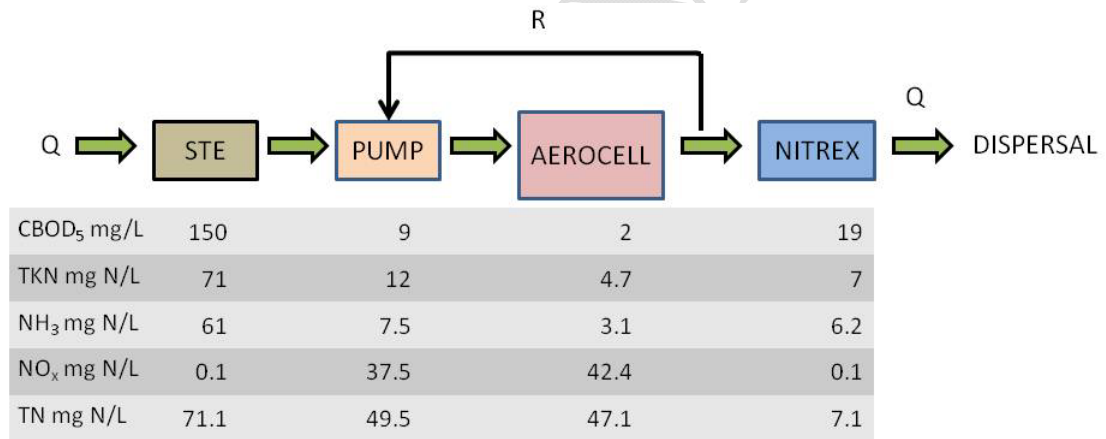 R
Q
Q STE PUMP AEROCELL NITREX DISPERSAL
CBOD₅ mg/L 150 9 2 19
TKN mg N/L 71 12 4.7 7
NH₃ mg N/L 61 7.5 3.1 6.2
NOₓ mg N/L 0.1 37.5 42.4 0.1
TN mg N/L 71.1 49.5 47.1 7.1